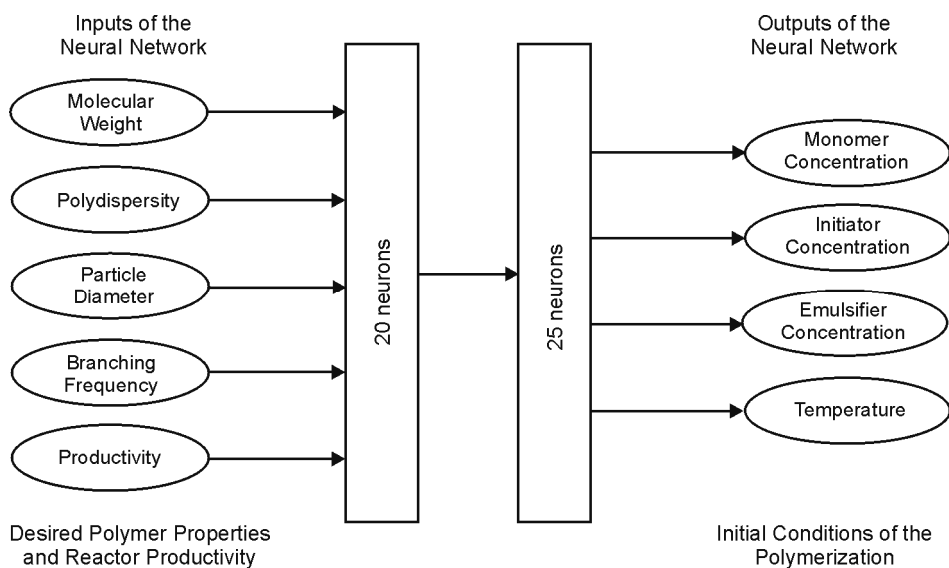 Inputs of the
Neural Network
Molecular
Weight
Polydispersity
Particle
Diameter
Branching
Frequency
Productivity
Desired Polymer Properties
and Reactor Productivity
20 neurons
25 neurons
Outputs of the
Neural Network
Monomer
Concentration
Initiator
Concentration
Emulsifier
Concentration
Temperature
Initial Conditions of the
Polymerization